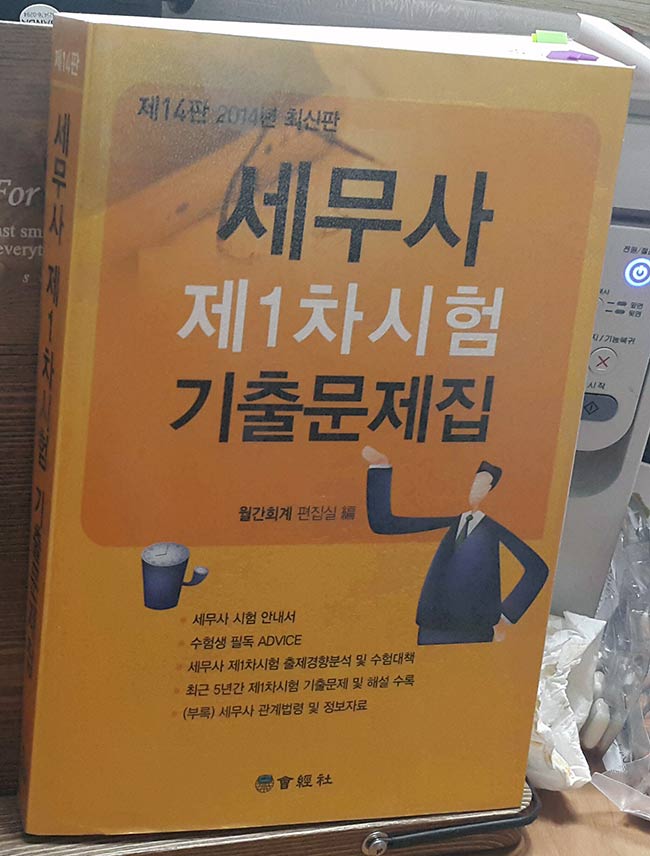 제14판 2014년 최신판
세무사
제1차시험
기출문제집
월간회계 편집실 編
• 세무사 시험 안내서
• 수험생 필독 ADVICE
• 세무사 제1차시험 출제경향분석 및 수험대책
• 최근 5년간 제1차시험 기출문제 및 해설 수록
• (부록) 세무사 관계법령 및 정보자료
會經社
제14판
세무사 제1차시험 기출문제집
For
everyt
시작